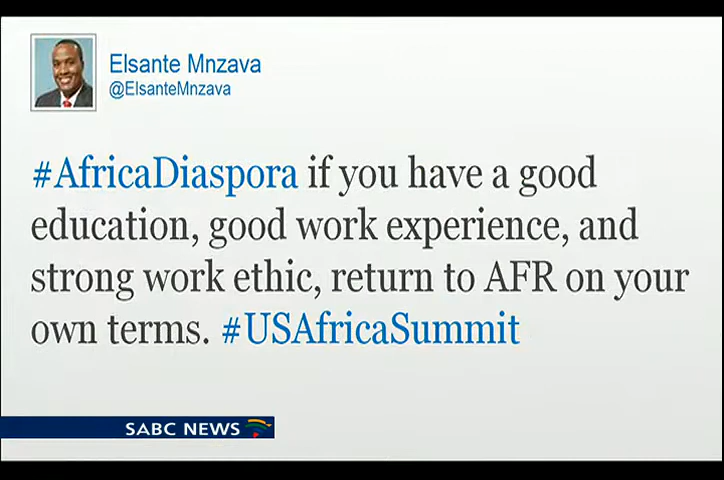 Elsante Mnzava
@ElsanteMnzava
#AfricaDiaspora if you have a good
education, good work experience, and
strong work ethic, return to AFR on your
own terms. #USAfricaSummit
SABC NEWS